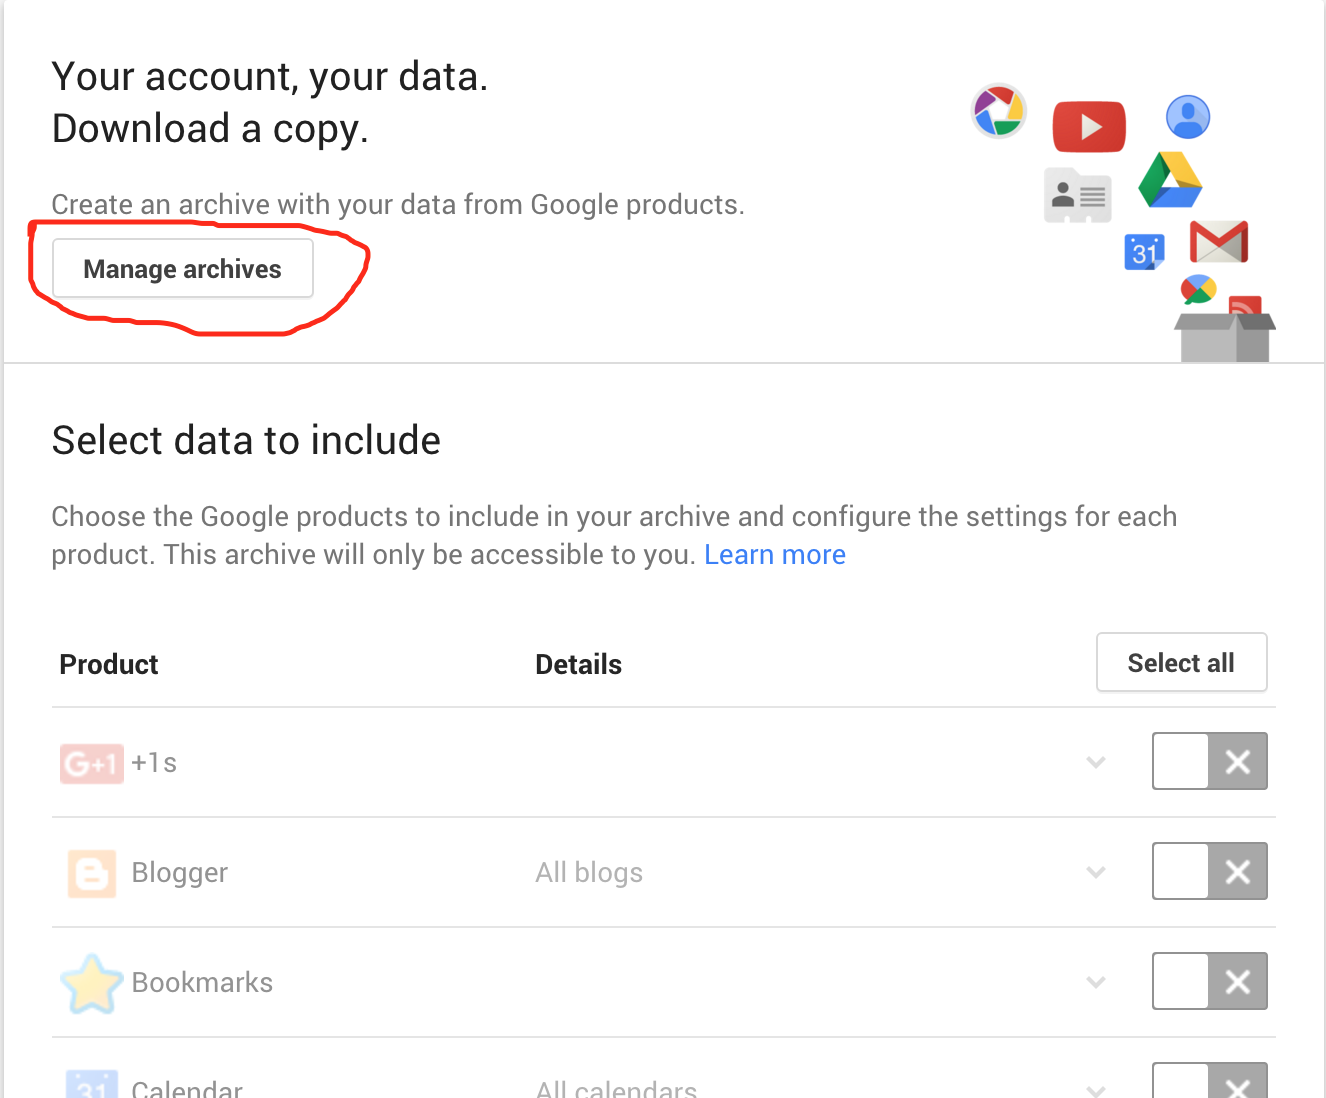 Your account, your data.
Download a copy.
Create an archive with your data from Google products.
Manage archives
31
Select data to include
Choose the Google products to include in your archive and configure the settings for each
product. This archive will only be accessible to you. Learn more
Product Details Select all
G+1 +1s
Blogger All blogs
Bookmarks
31 Calendar All calendars